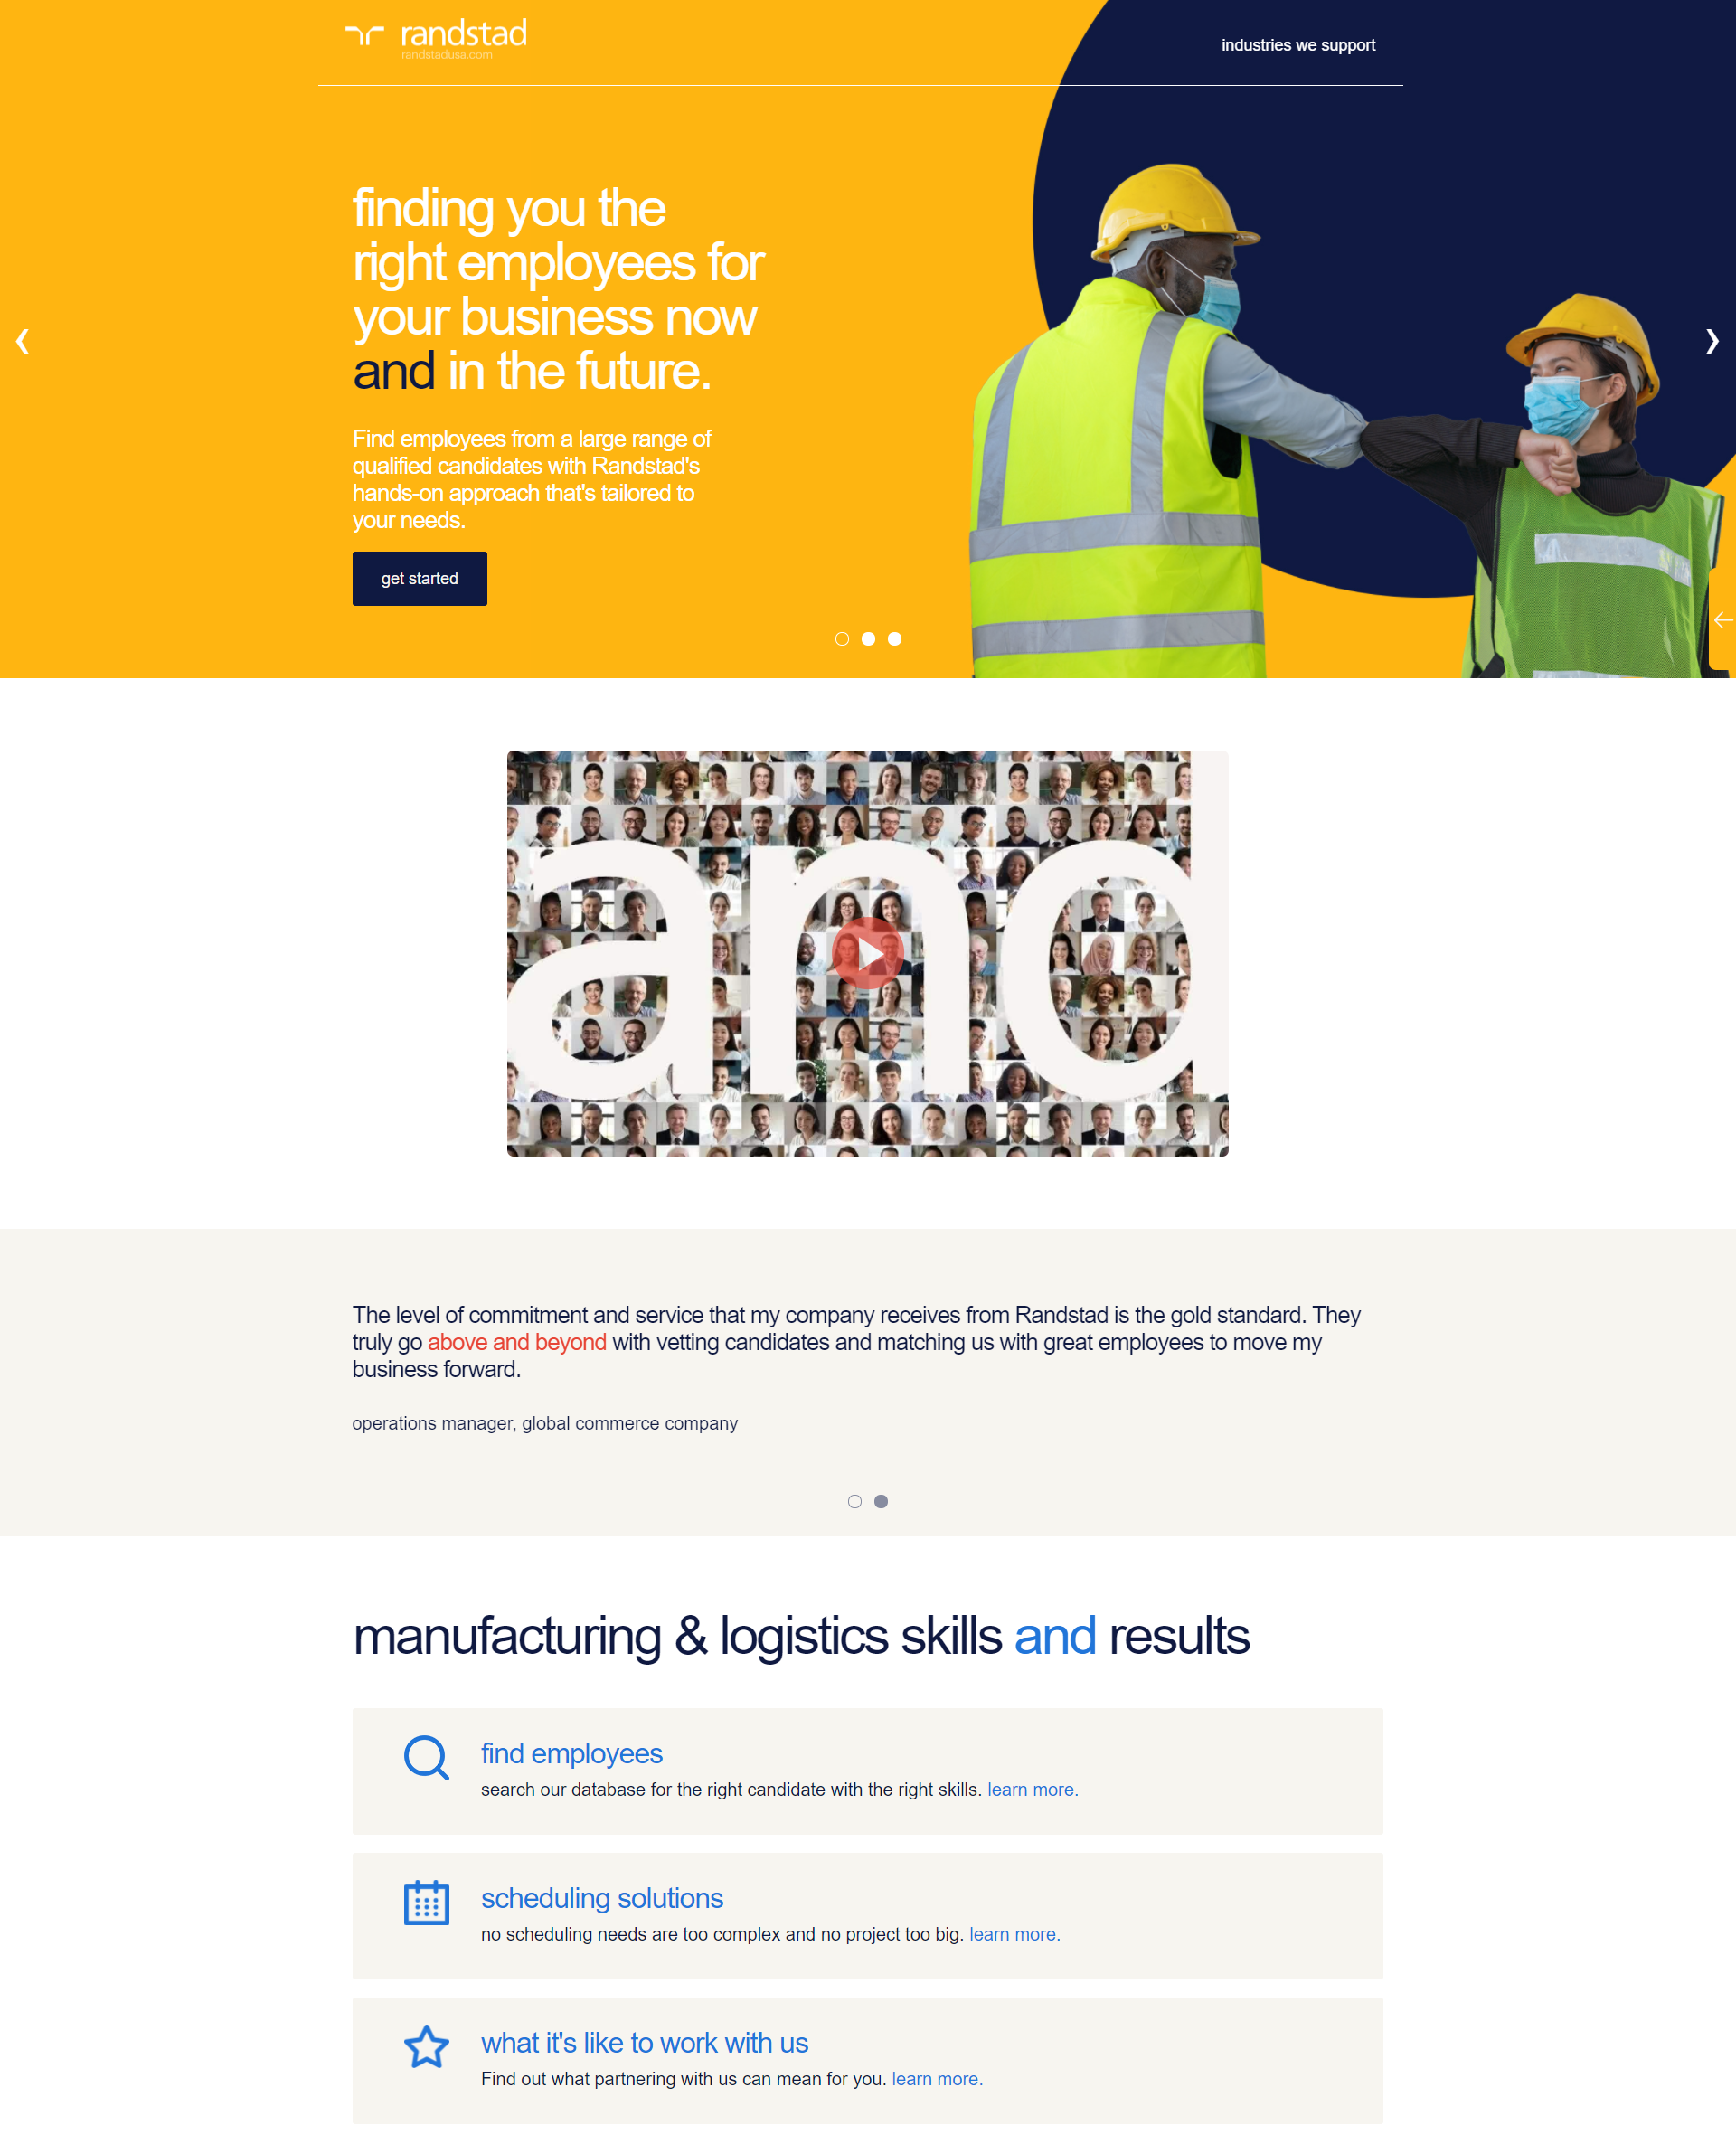 randstad
randstadusa.com
industries we support
finding you the
right employees for
your business now
and in the future.
Find employees from a large range of
qualified candidates with Randstad's
hands-on approach that's tailored to
your needs.
get started
and
The level of commitment and service that my company receives from Randstad is the gold standard. They
truly go above and beyond with vetting candidates and matching us with great employees to move my
business forward.
operations manager, global commerce company
manufacturing & logistics skills and results
find employees
search our database for the right candidate with the right skills. learn more.
scheduling solutions
no scheduling needs are too complex and no project too big. learn more.
what it's like to work with us
Find out what partnering with us can mean for you. learn more.